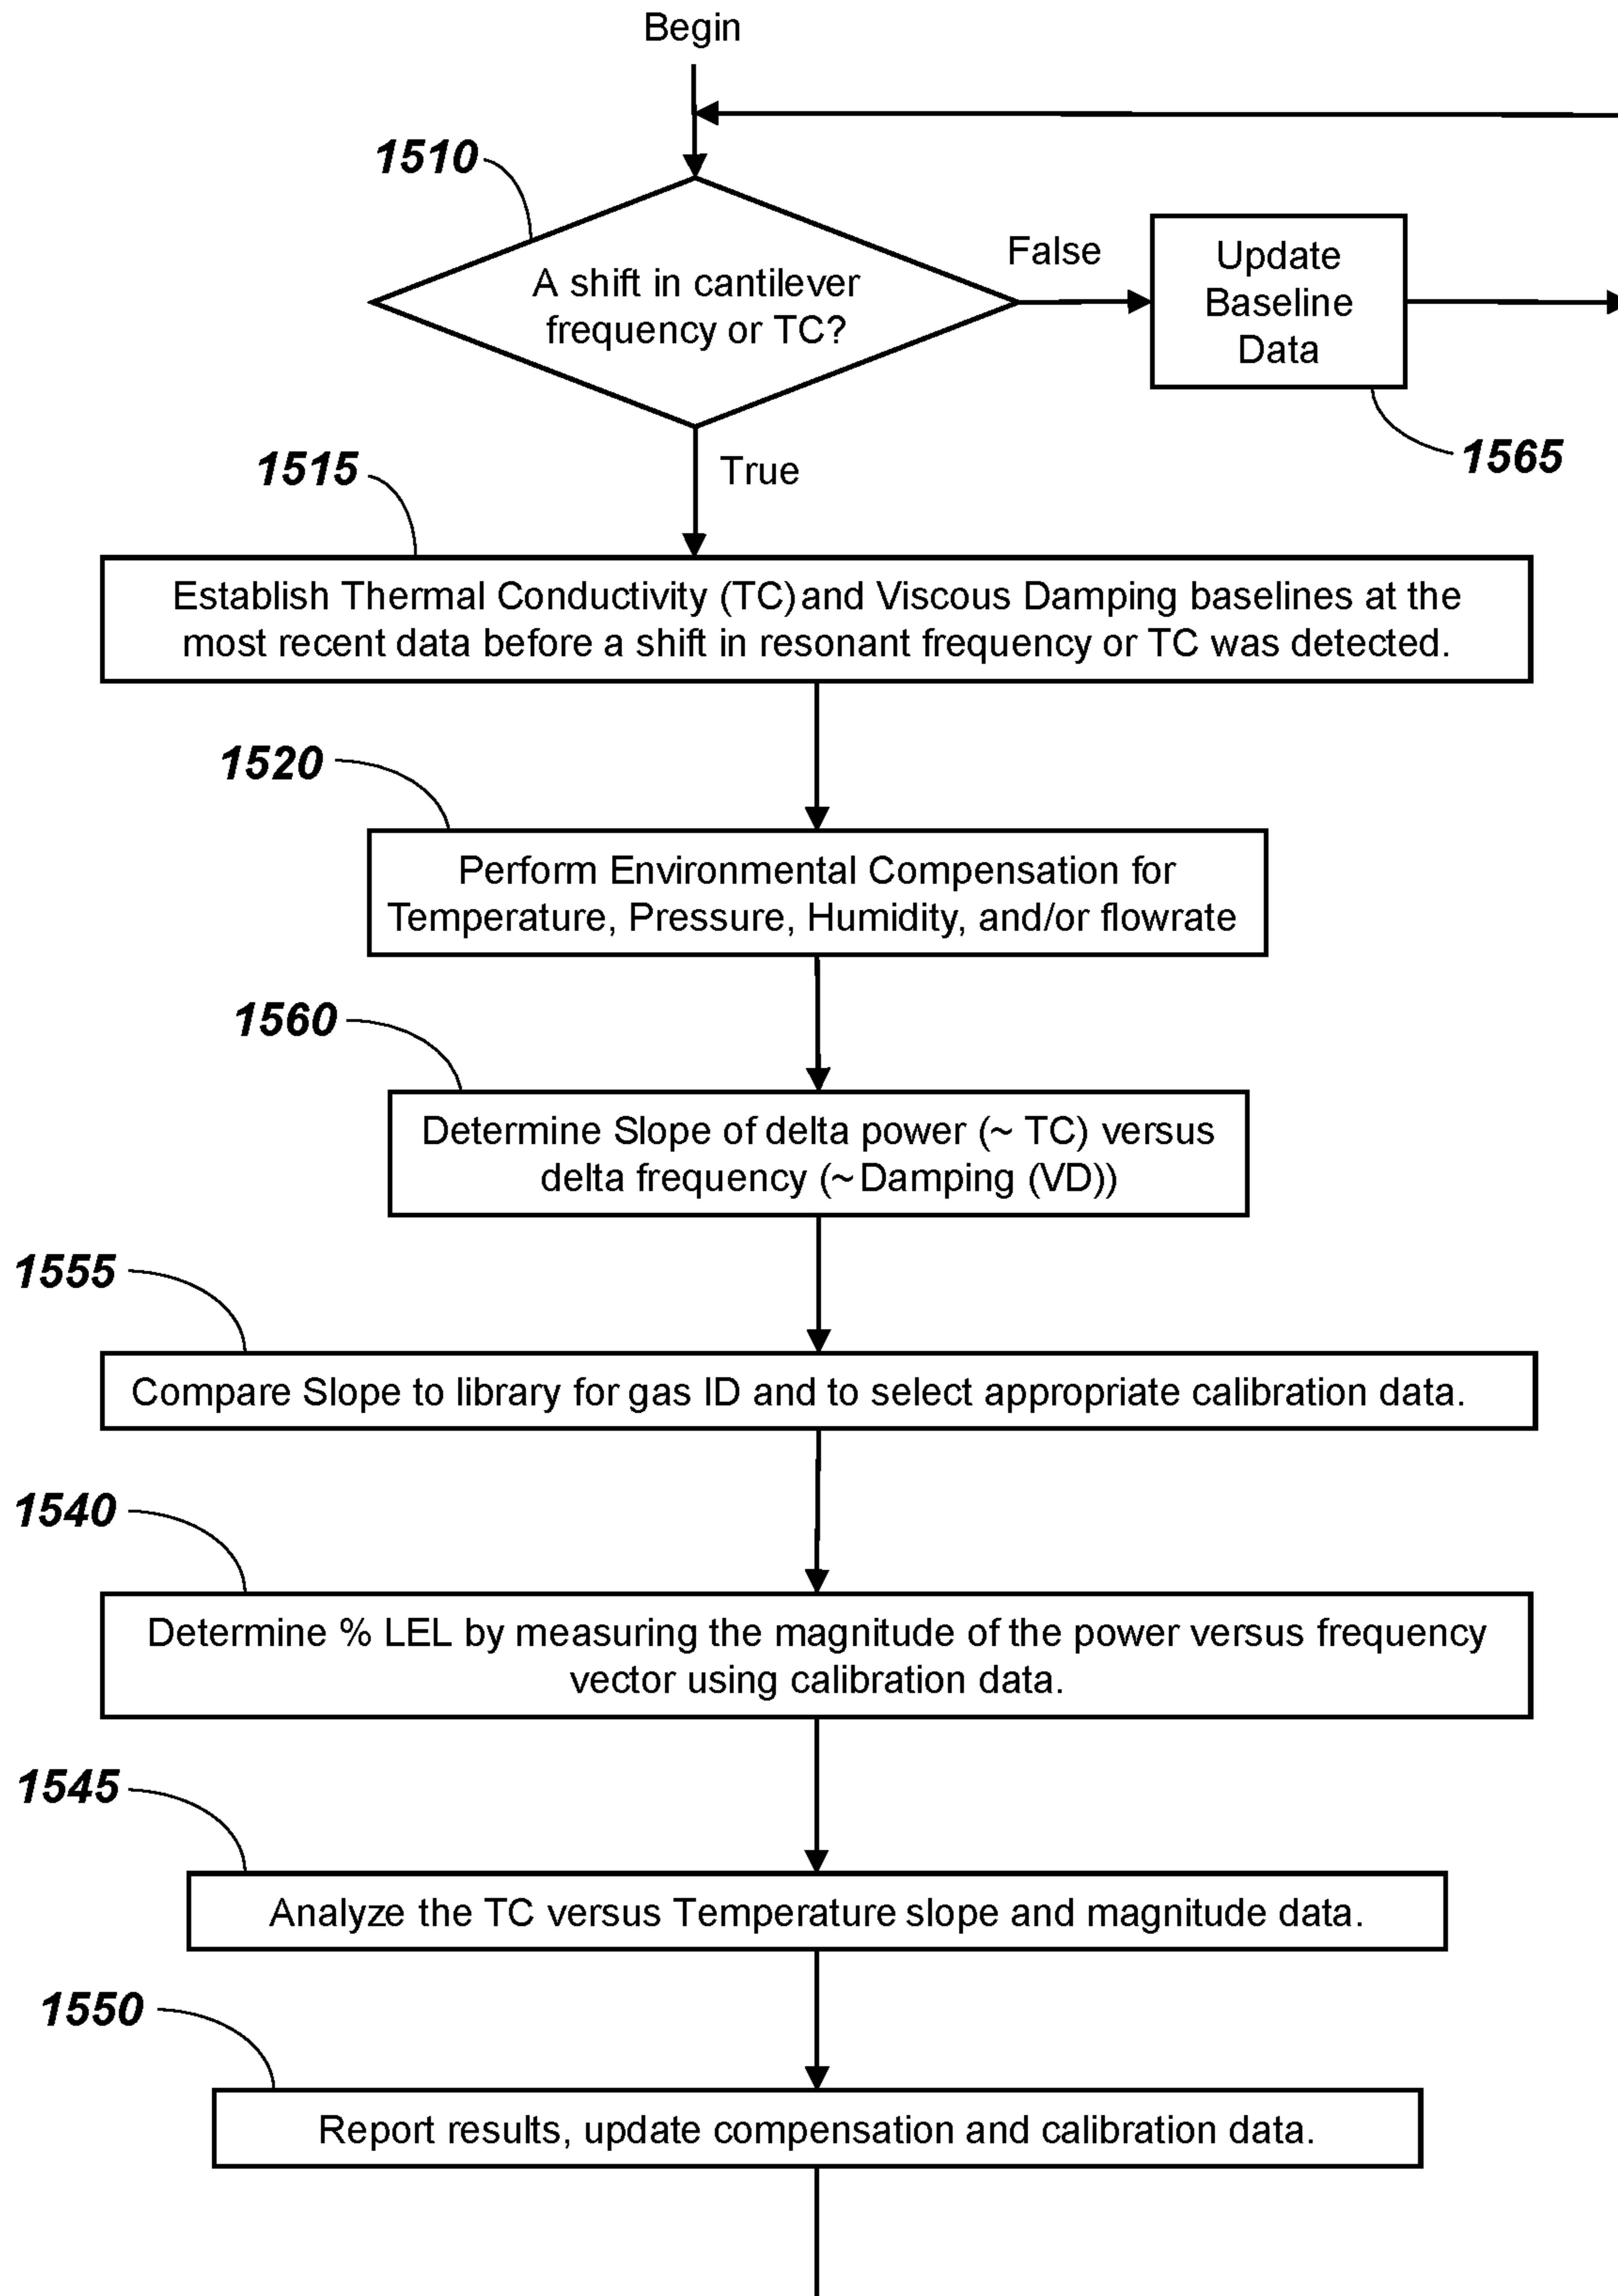 Begin
1510
A shift in cantilever
frequency or TC?
False
Update
Baseline
Data
1565
True
1515
Establish Thermal Conductivity (TC) and Viscous Damping baselines at the
most recent data before a shift in resonant frequency or TC was detected.
1520
Perform Environmental Compensation for
Temperature, Pressure, Humidity, and/or flowrate
1560
Determine Slope of delta power (~ TC) versus
delta frequency (~Damping (VD))
1555
Compare Slope to library for gas ID and to select appropriate calibration data.
1540
Determine % LEL by measuring the magnitude of the power versus frequency
vector using calibration data.
1545
Analyze the TC versus Temperature slope and magnitude data.
1550
Report results, update compensation and calibration data.